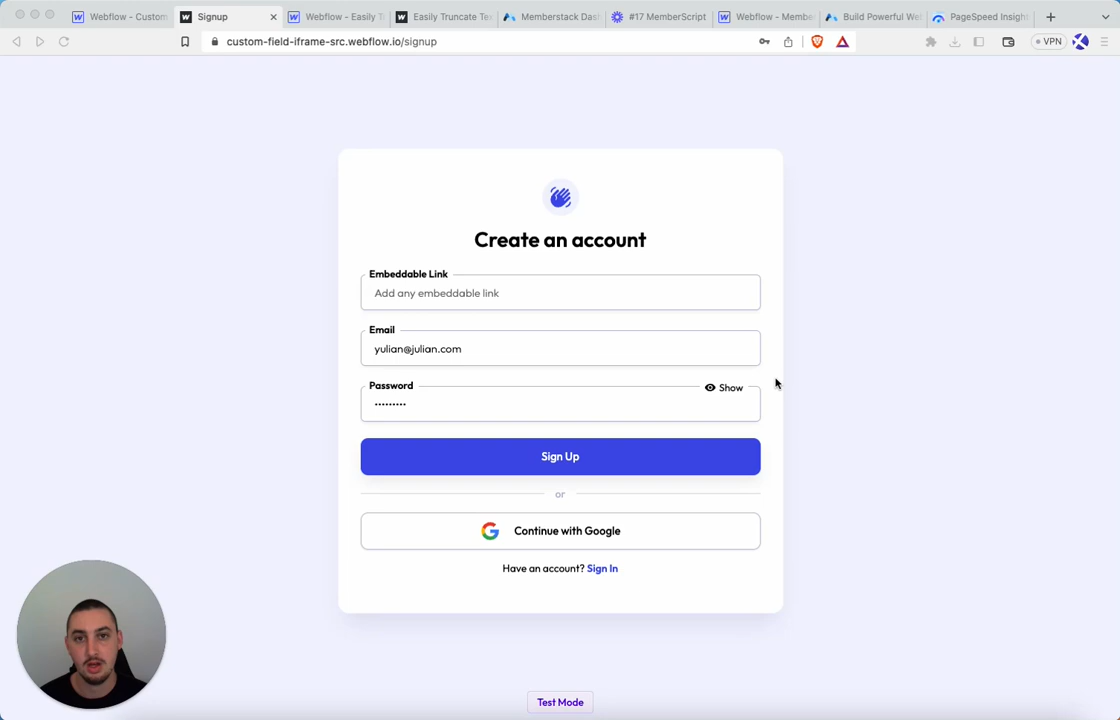 Webflow - Custom
Signup
Webflow - Easily T
Easily Truncate Te
Memberstack Das
#17 MemberScript
Webflow - Membe
Build Powerful We
PageSpeed Insigh
custom-field-iframe-src.webflow.io/signup
VPN
Create an account
Embeddable Link
Add any embeddable link
Email
yulian@julian.com
Password
Show
•••••••••
Sign Up
or
Continue with Google
Have an account? Sign In
Test Mode